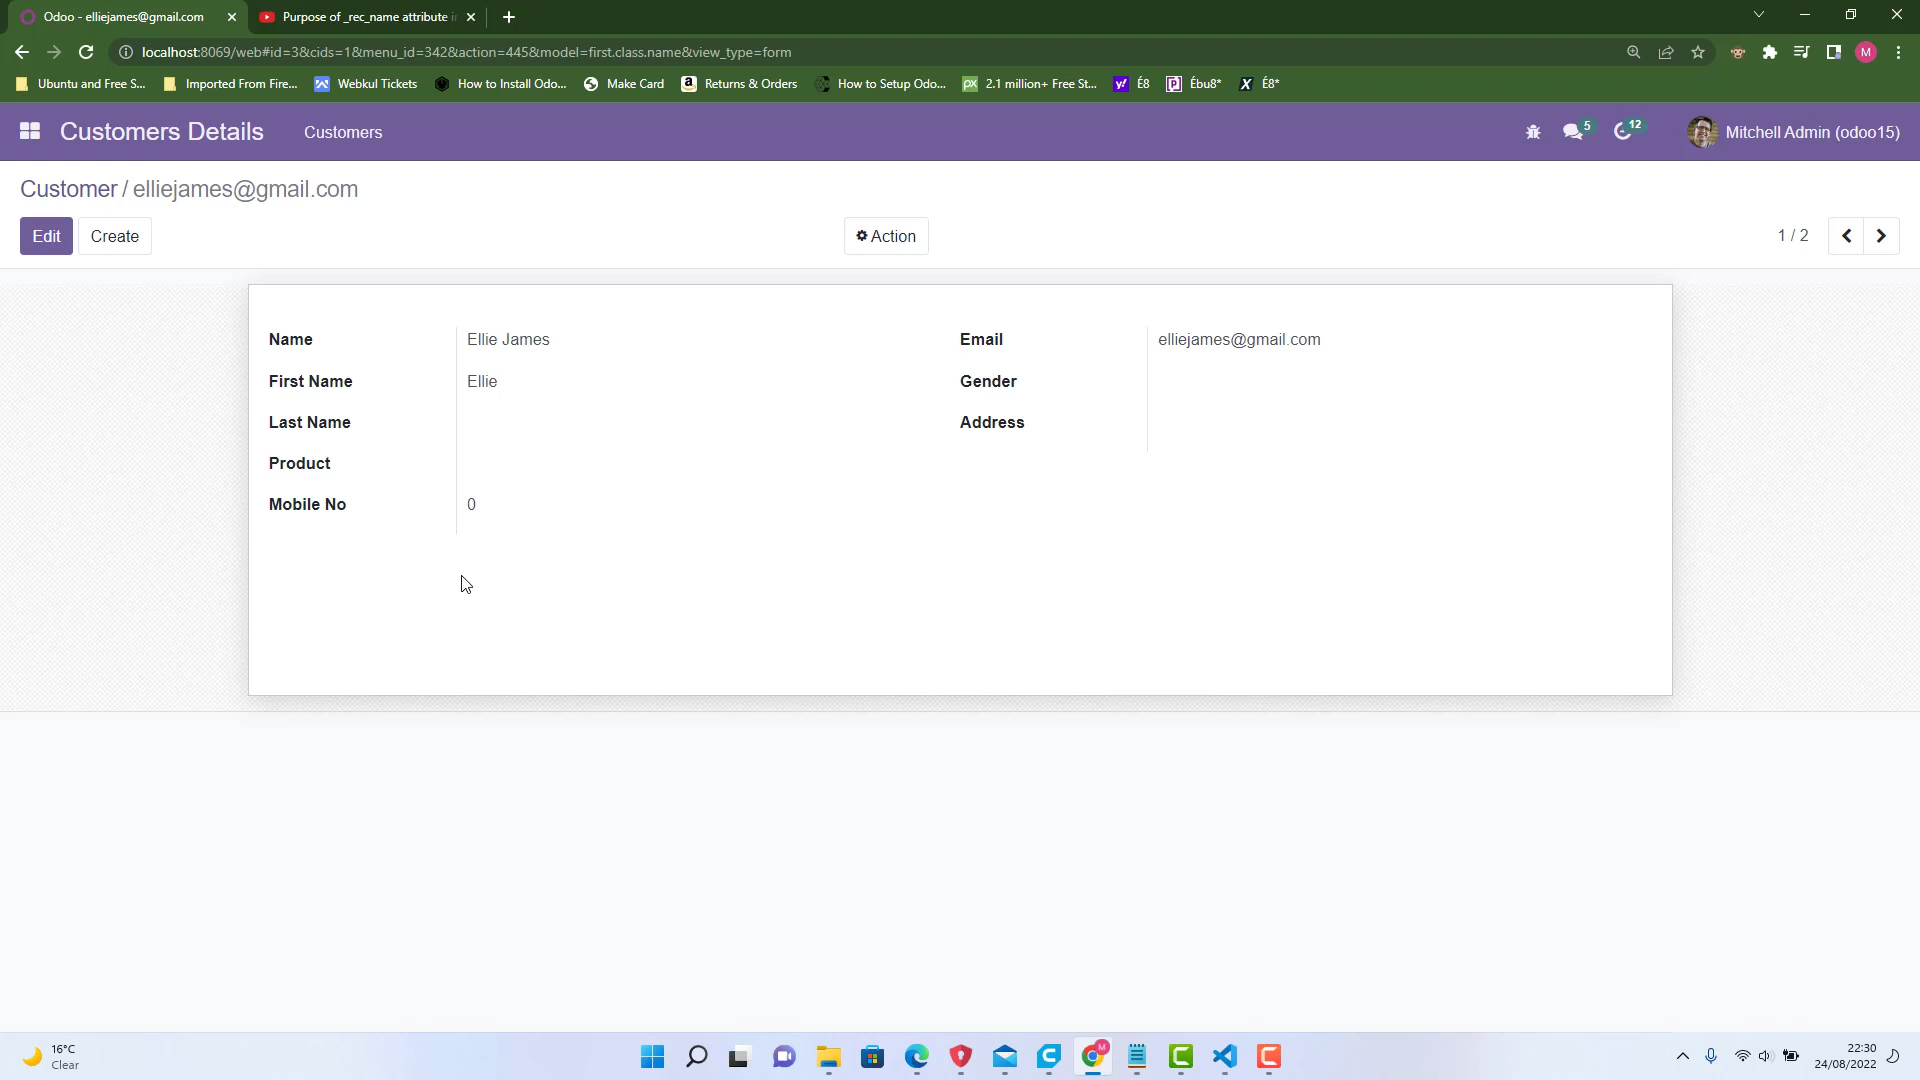 Odoo - elliejames@gmail.com
Purpose of _rec_name attribute i
localhost:8069/web#id=3&cids=1&menu_id=342&action=445&model=first.class.name&view_type=form
M
Ubuntu and Free S...
Imported From Fire...
Webkul Tickets
How to Install Odo...
Make Card
Returns & Orders
How to Setup Odo...
2.1 million+ Free St...
É8
Ébu8*
É8*
Customers Details
Customers
5
12
Mitchell Admin (odoo15)
Customer / elliejames@gmail.com
Edit
Create
Action
1 / 2
Name
Ellie James
Email
elliejames@gmail.com
First Name
Ellie
Gender
Last Name
Address
Product
Mobile No
0
16°C
Clear
22:30
24/08/2022